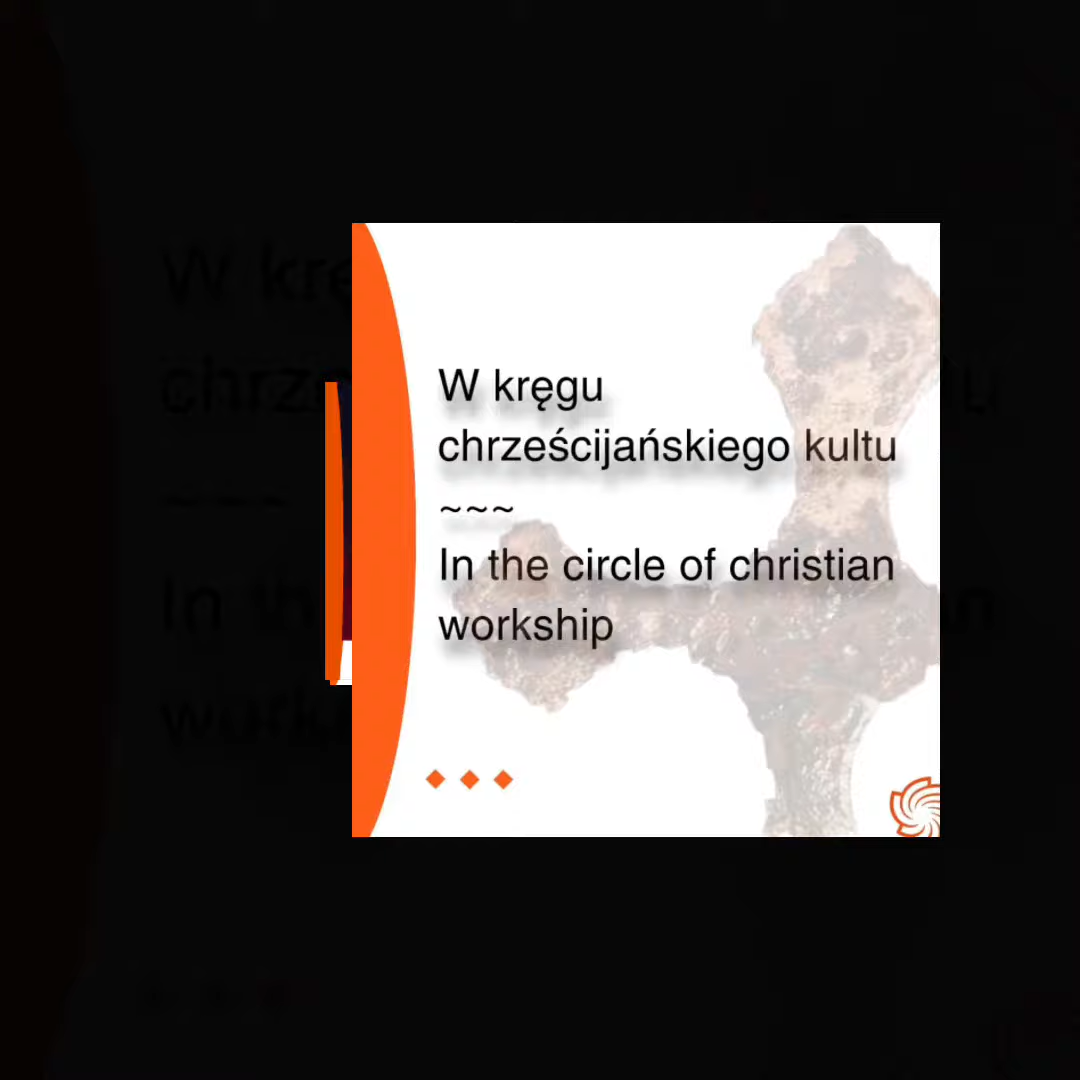 W kręgu
chrześcijańskiego kultu
~~~
In the circle of christian
workship